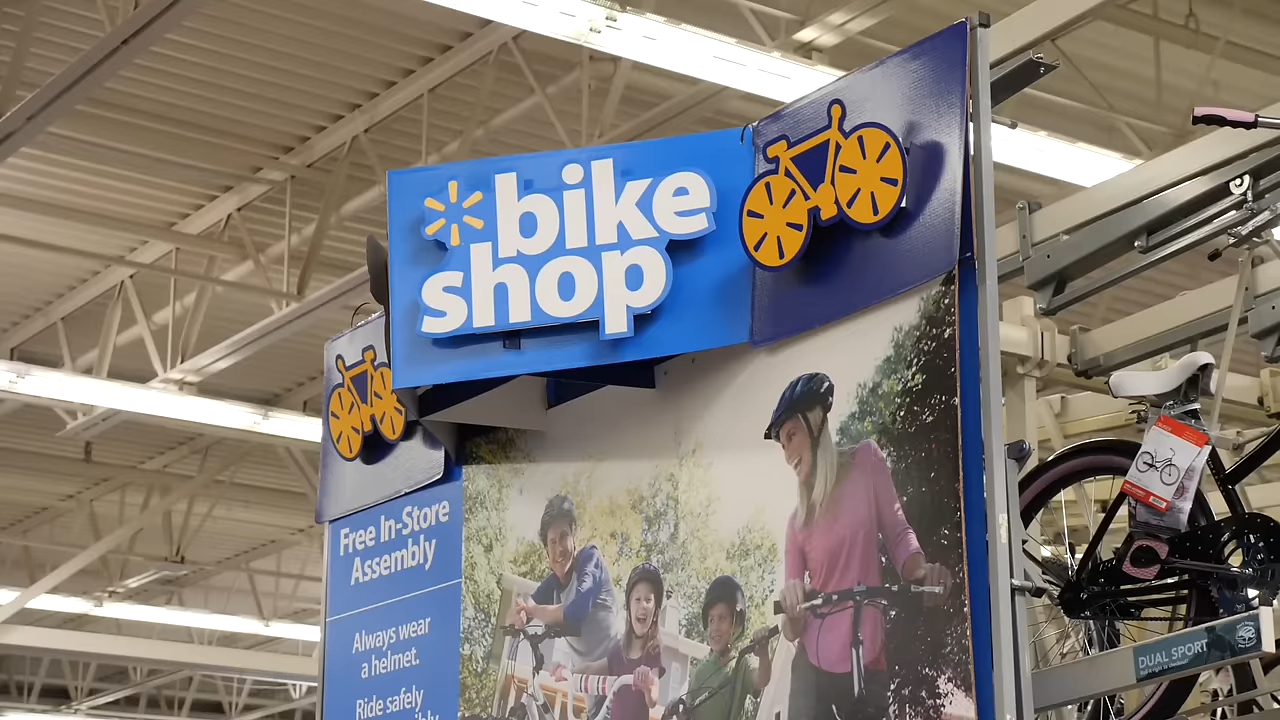 bike
shop
Free In-Store
Assembly
Always wear
a helmet.
Ride safely
DUAL SPORT